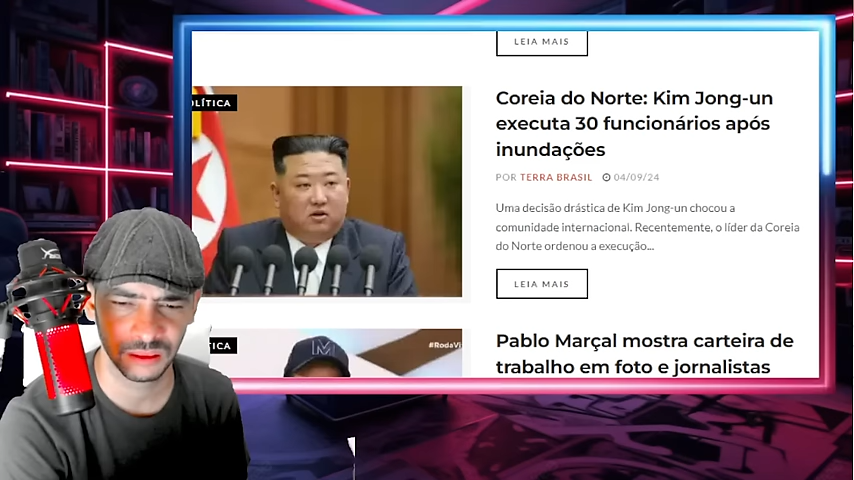 LEIA MAIS
OLÍTICA
Coreia do Norte: Kim Jong-un
executa 30 funcionários após
inundações
POR TERRA BRASIL 04/09/24
Uma decisão drástica de Kim Jong-un chocou a
comunidade internacional. Recentemente, o líder da Coreia
do Norte ordenou a execução...
LEIA MAIS
TICA
M
#RodaVi
Pablo Marçal mostra carteira de
trabalho em foto e jornalistas